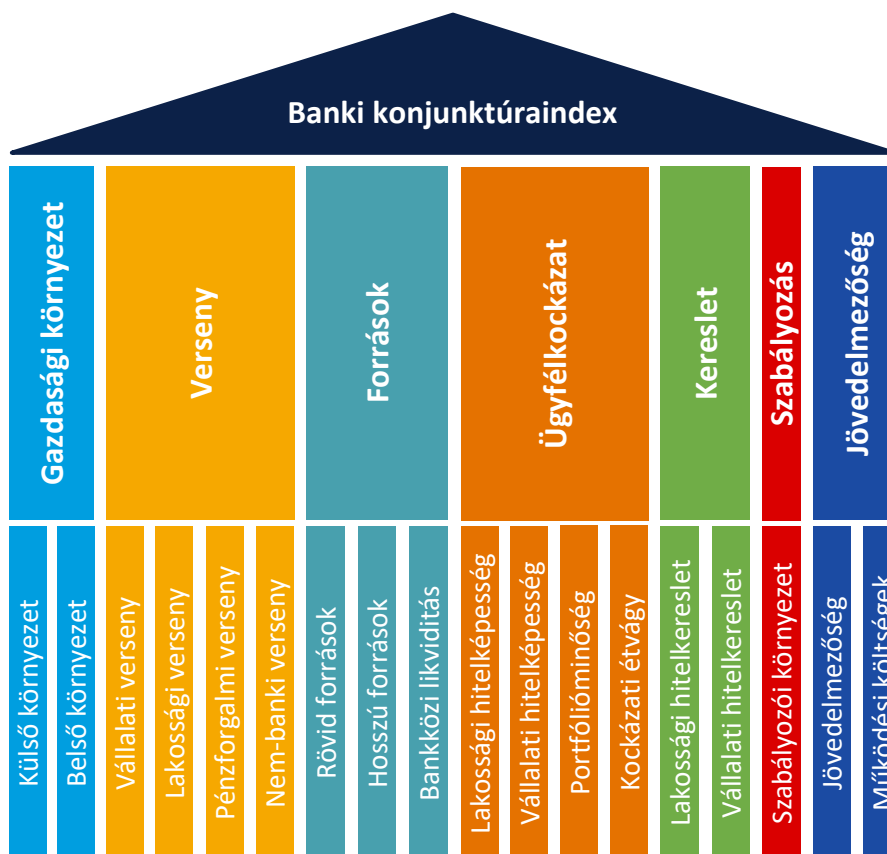 Banki konjunktúraindex
Gazdasági környezet
Verseny
Források
Ügyfélkockázat
Kereslet
Szabályozás
Jövedelmezőség
Külső környezet
Belső környezet
Vállalati verseny
Lakossági verseny
Pénzforgalmi verseny
Nem-banki verseny
Rövid források
Hosszú források
Bankközi likviditás
Lakossági hitelképesség
Vállalati hitelképesség
Portfólióminőség
Kockázati étvágy
Lakossági hitelkereslet
Vállalati hitelkereslet
Szabályozói környezet
Jövedelmezőség
Működési költségek